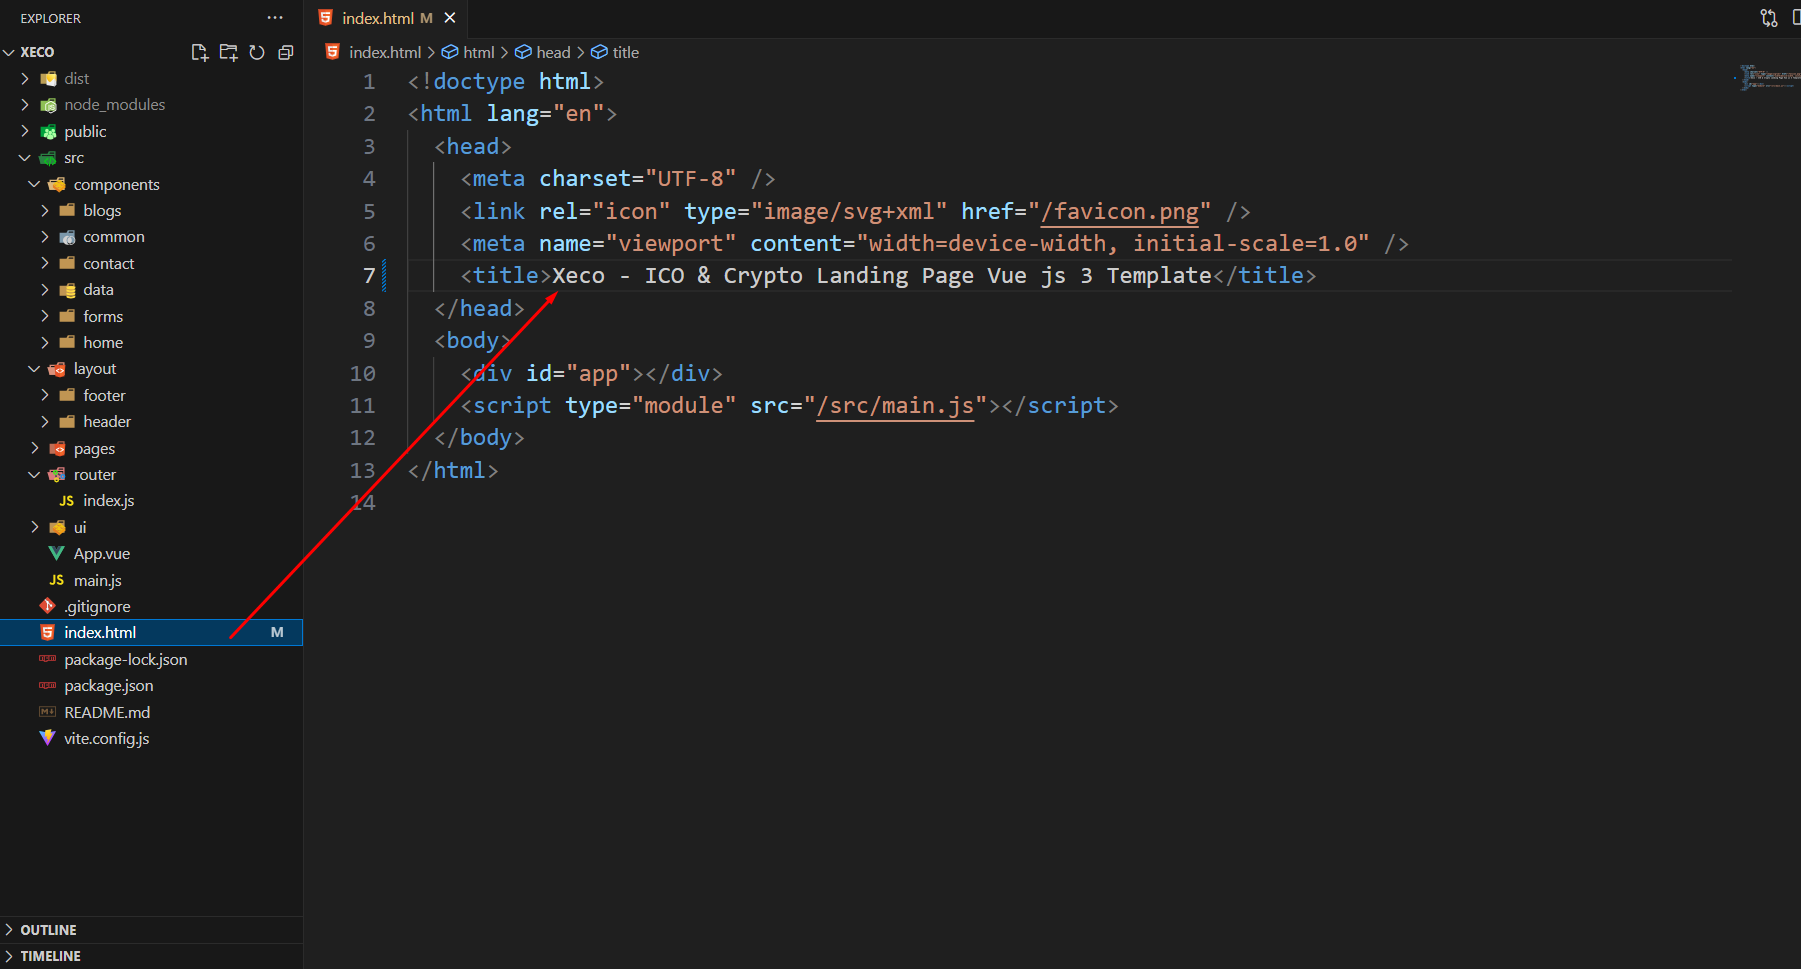 EXPLORER
XECO
dist
node_modules
public
src
components
blogs
common
contact
data
forms
home
layout
footer
header
pages
router
JS index.js
ui
App.vue
JS main.js
.gitignore
index.html M
package-lock.json
package.json
README.md
vite.config.js
OUTLINE
TIMELINE
index.html M
index.html > html > head > title
1 <!doctype html>
2 <html lang="en">
3 <head>
4 <meta charset="UTF-8" />
5 <link rel="icon" type="image/svg+xml" href="/favicon.png" />
6 <meta name="viewport" content="width=device-width, initial-scale=1.0" />
7 <title>Xeco - ICO & Crypto Landing Page Vue js 3 Template</title>
8 </head>
9 <body>
10 <div id="app"></div>
11 <script type="module" src="/src/main.js"></script>
12 </body>
13 </html>
14